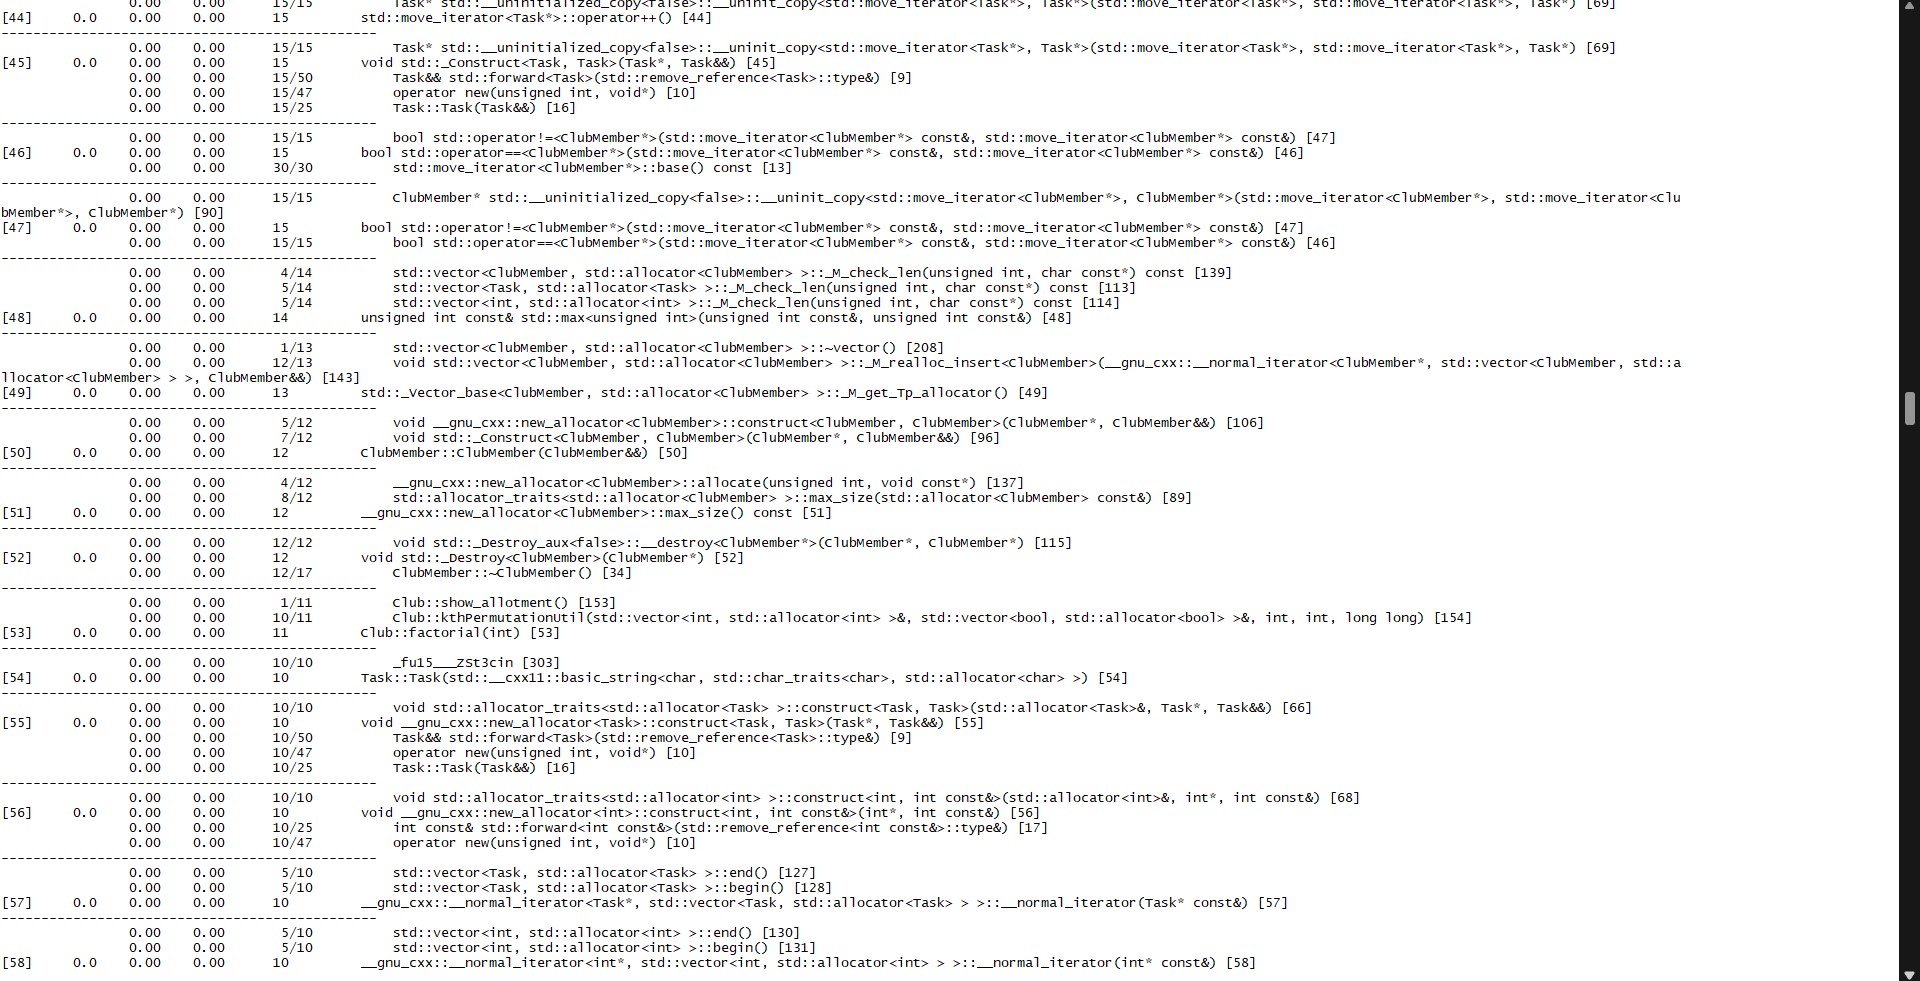 0.00    0.00      15/15          Task* std::__uninitialized_copy<false>::__uninit_copy<std::move_iterator<Task*>, Task*>(std::move_iterator<Task*>, std::move_iterator<Task*>, Task*) [69]
[44]     0.0    0.00    0.00      15         std::move_iterator<Task*>::operator++() [44]
-----------------------------------------------
                0.00    0.00      15/15          Task* std::__uninitialized_copy<false>::__uninit_copy<std::move_iterator<Task*>, Task*>(std::move_iterator<Task*>, std::move_iterator<Task*>, Task*) [69]
[45]     0.0    0.00    0.00      15         void std::_Construct<Task, Task>(Task*, Task&&) [45]
                0.00    0.00      15/50          Task&& std::forward<Task>(std::remove_reference<Task>::type&) [9]
                0.00    0.00      15/47          operator new(unsigned int, void*) [10]
                0.00    0.00      15/25          Task::Task(Task&&) [16]
-----------------------------------------------
                0.00    0.00      15/15          bool std::operator!=<ClubMember*>(std::move_iterator<ClubMember*> const&, std::move_iterator<ClubMember*> const&) [47]
[46]     0.0    0.00    0.00      15         bool std::operator==<ClubMember*>(std::move_iterator<ClubMember*> const&, std::move_iterator<ClubMember*> const&) [46]
                0.00    0.00      30/30          std::move_iterator<ClubMember*>::base() const [13]
-----------------------------------------------
                0.00    0.00      15/15          ClubMember* std::__uninitialized_copy<false>::__uninit_copy<std::move_iterator<ClubMember*>, ClubMember*>(std::move_iterator<ClubMember*>, std::move_iterator<Clu
bMember*>, ClubMember*) [90]
[47]     0.0    0.00    0.00      15         bool std::operator!=<ClubMember*>(std::move_iterator<ClubMember*> const&, std::move_iterator<ClubMember*> const&) [47]
                0.00    0.00      15/15          bool std::operator==<ClubMember*>(std::move_iterator<ClubMember*> const&, std::move_iterator<ClubMember*> const&) [46]
-----------------------------------------------
                0.00    0.00       4/14          std::vector<ClubMember, std::allocator<ClubMember> >::_M_check_len(unsigned int, char const*) const [139]
                0.00    0.00       5/14          std::vector<Task, std::allocator<Task> >::_M_check_len(unsigned int, char const*) const [113]
                0.00    0.00       5/14          std::vector<int, std::allocator<int> >::_M_check_len(unsigned int, char const*) const [114]
[48]     0.0    0.00    0.00      14         unsigned int const& std::max<unsigned int>(unsigned int const&, unsigned int const&) [48]
-----------------------------------------------
                0.00    0.00       1/13          std::vector<ClubMember, std::allocator<ClubMember> >::~vector() [208]
                0.00    0.00      12/13          void std::vector<ClubMember, std::allocator<ClubMember> >::_M_realloc_insert<ClubMember>(__gnu_cxx::__normal_iterator<ClubMember*, std::vector<ClubMember, std::a
llocator<ClubMember> > >, ClubMember&&) [143]
[49]     0.0    0.00    0.00      13         std::_Vector_base<ClubMember, std::allocator<ClubMember> >::_M_get_Tp_allocator() [49]
-----------------------------------------------
                0.00    0.00       5/12          void __gnu_cxx::new_allocator<ClubMember>::construct<ClubMember, ClubMember>(ClubMember*, ClubMember&&) [106]
                0.00    0.00       7/12          void std::_Construct<ClubMember, ClubMember>(ClubMember*, ClubMember&&) [96]
[50]     0.0    0.00    0.00      12         ClubMember::ClubMember(ClubMember&&) [50]
-----------------------------------------------
                0.00    0.00       4/12          __gnu_cxx::new_allocator<ClubMember>::allocate(unsigned int, void const*) [137]
                0.00    0.00       8/12          std::allocator_traits<std::allocator<ClubMember> >::max_size(std::allocator<ClubMember> const&) [89]
[51]     0.0    0.00    0.00      12         __gnu_cxx::new_allocator<ClubMember>::max_size() const [51]
-----------------------------------------------
                0.00    0.00      12/12          void std::_Destroy_aux<false>::__destroy<ClubMember*>(ClubMember*, ClubMember*) [115]
[52]     0.0    0.00    0.00      12         void std::_Destroy<ClubMember>(ClubMember*) [52]
                0.00    0.00      12/17          ClubMember::~ClubMember() [34]
-----------------------------------------------
                0.00    0.00       1/11          Club::show_allotment() [153]
                0.00    0.00      10/11          Club::kthPermutationUtil(std::vector<int, std::allocator<int> >&, std::vector<bool, std::allocator<bool> >&, int, int, long long) [154]
[53]     0.0    0.00    0.00      11         Club::factorial(int) [53]
-----------------------------------------------
                0.00    0.00      10/10          _fu15___ZSt3cin [303]
[54]     0.0    0.00    0.00      10         Task::Task(std::__cxx11::basic_string<char, std::char_traits<char>, std::allocator<char> >) [54]
-----------------------------------------------
                0.00    0.00      10/10          void std::allocator_traits<std::allocator<Task> >::construct<Task, Task>(std::allocator<Task>&, Task*, Task&&) [66]
[55]     0.0    0.00    0.00      10         void __gnu_cxx::new_allocator<Task>::construct<Task, Task>(Task*, Task&&) [55]
                0.00    0.00      10/50          Task&& std::forward<Task>(std::remove_reference<Task>::type&) [9]
                0.00    0.00      10/47          operator new(unsigned int, void*) [10]
                0.00    0.00      10/25          Task::Task(Task&&) [16]
-----------------------------------------------
                0.00    0.00      10/10          void std::allocator_traits<std::allocator<int> >::construct<int, int const&>(std::allocator<int>&, int*, int const&) [68]
[56]     0.0    0.00    0.00      10         void __gnu_cxx::new_allocator<int>::construct<int, int const&>(int*, int const&) [56]
                0.00    0.00      10/25          int const& std::forward<int const&>(std::remove_reference<int const&>::type&) [17]
                0.00    0.00      10/47          operator new(unsigned int, void*) [10]
-----------------------------------------------
                0.00    0.00       5/10          std::vector<Task, std::allocator<Task> >::end() [127]
                0.00    0.00       5/10          std::vector<Task, std::allocator<Task> >::begin() [128]
[57]     0.0    0.00    0.00      10         __gnu_cxx::__normal_iterator<Task*, std::vector<Task, std::allocator<Task> > >::__normal_iterator(Task* const&) [57]
-----------------------------------------------
                0.00    0.00       5/10          std::vector<int, std::allocator<int> >::end() [130]
                0.00    0.00       5/10          std::vector<int, std::allocator<int> >::begin() [131]
[58]     0.0    0.00    0.00      10         __gnu_cxx::__normal_iterator<int*, std::vector<int, std::allocator<int> > >::__normal_iterator(int* const&) [58]